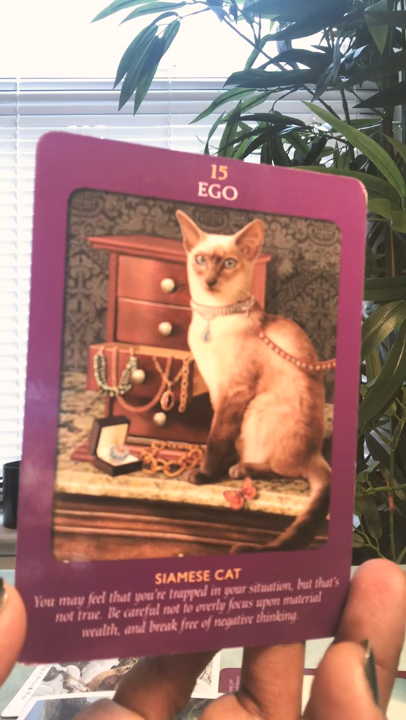 15
EGO
SIAMESE CAT
You may feel that you're trapped in your situation, but that's
not true. Be careful not to overly focus upon material
wealth, and break free of negative thinking.